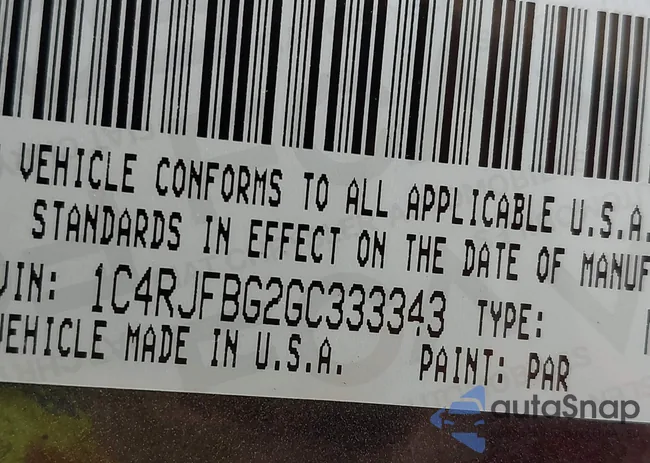 VEHICLE CONFORMS TO ALL APPLICABLE U.S.A.
STANDARDS IN EFFECT ON THE DATE OF MANUF
VIN: 1C4RJFBG2GC333343 TYPE:
VEHICLE MADE IN U.S.A. PAINT: PAR
autoSnap